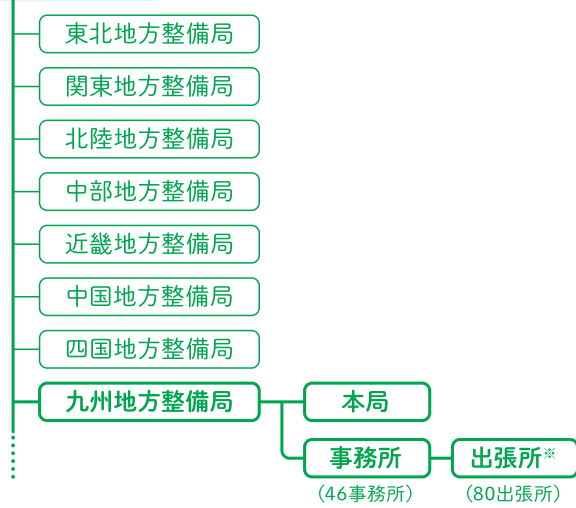 東北地方整備局
関東地方整備局
北陸地方整備局
中部地方整備局
近畿地方整備局
中国地方整備局
四国地方整備局
九州地方整備局
本局
事務所
出張所※
（46事務所）
（80出張所）